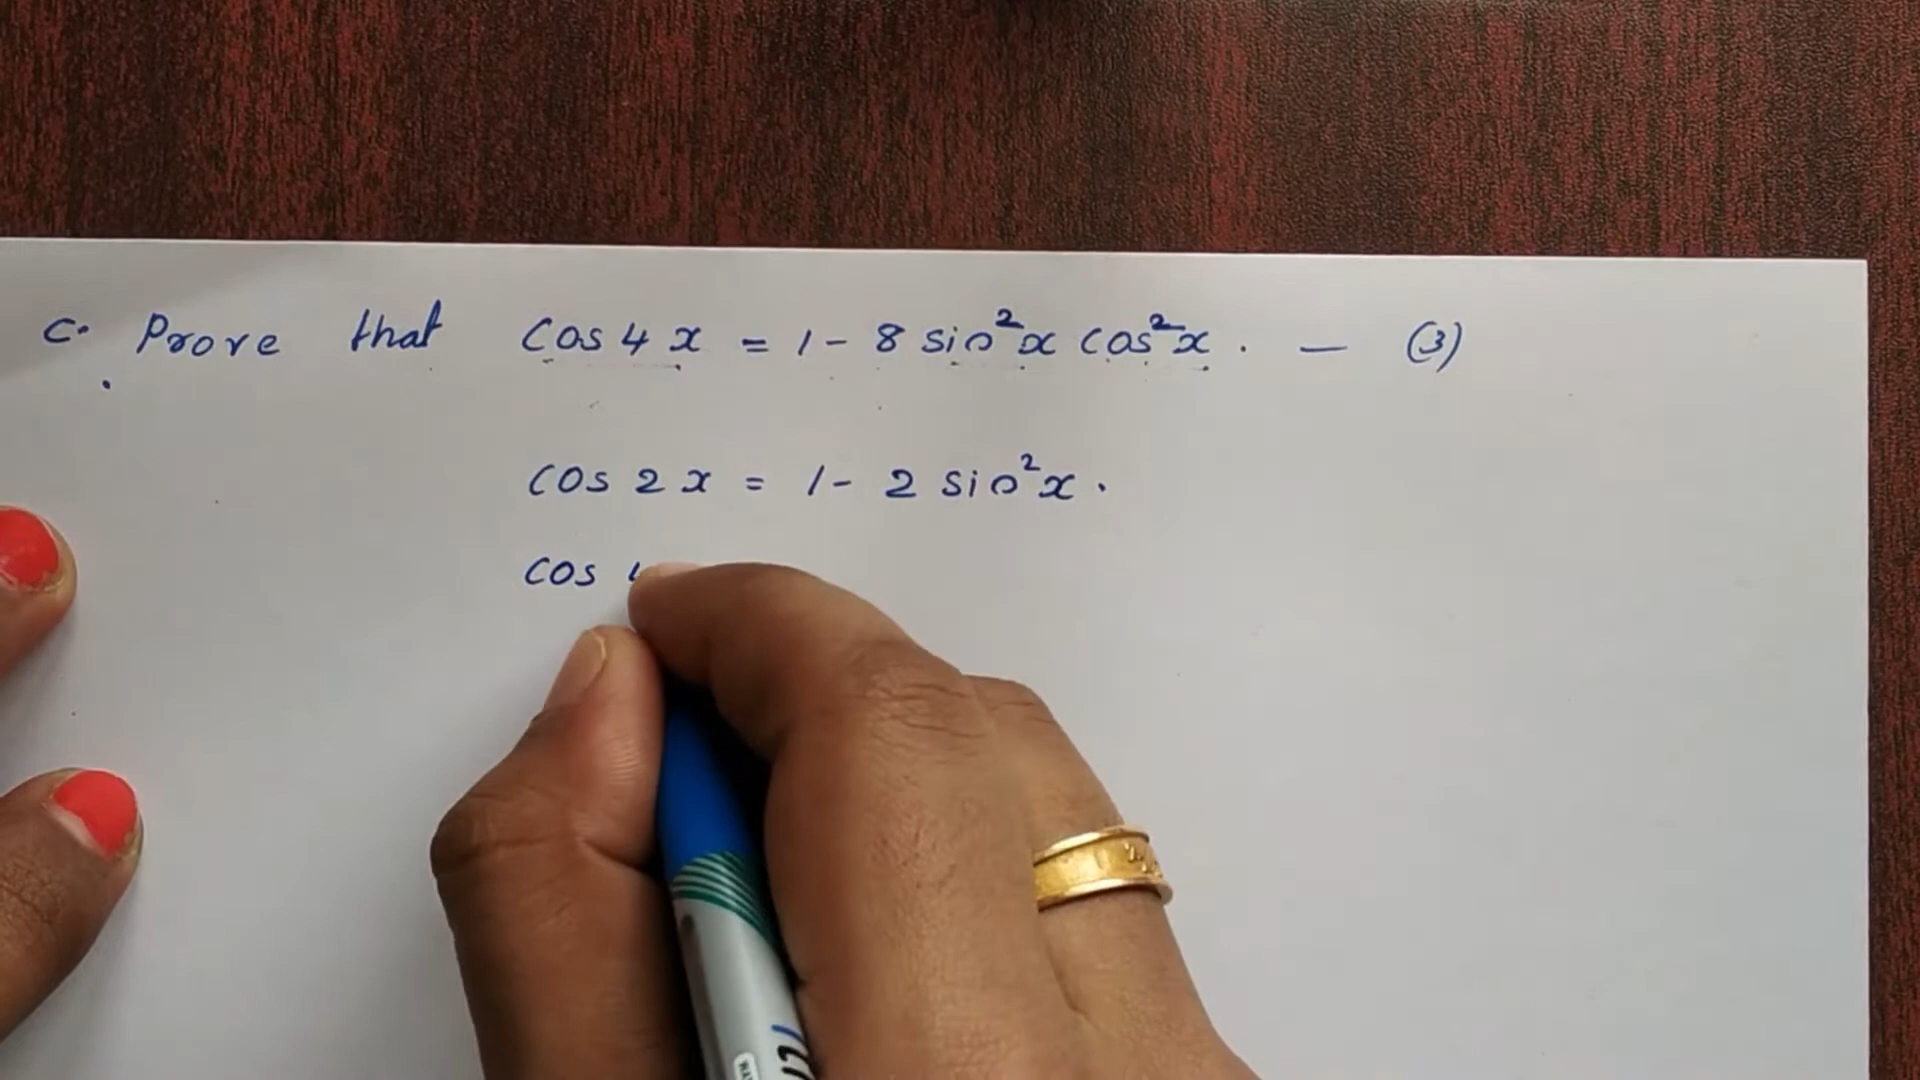 c. Prove that Cos 4x = 1 - 8 sin²x cos²x. — (3)
cos 2x = 1 - 2 sin²x.
cos